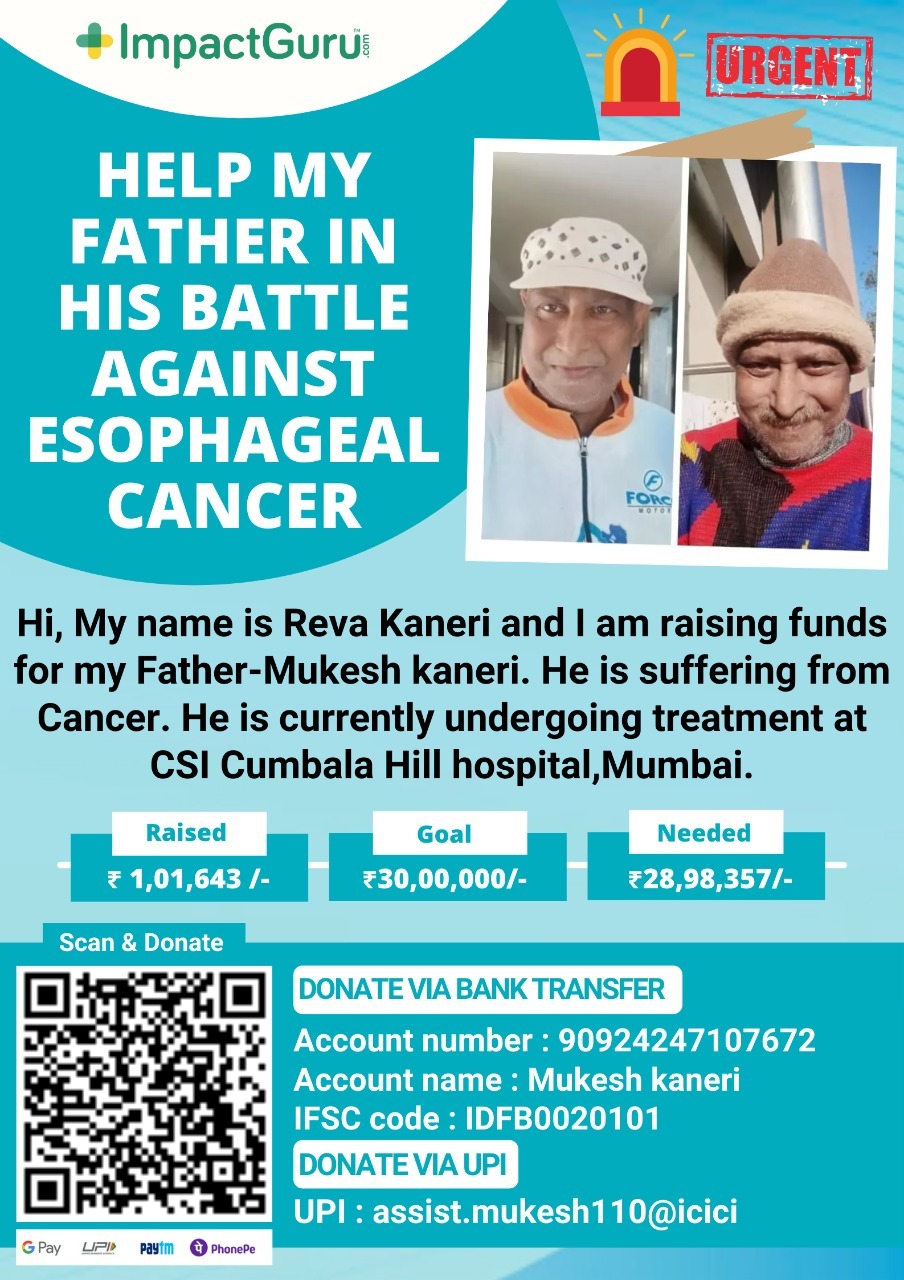 ImpactGuru.com
URGENT
HELP MY
FATHER IN
HIS BATTLE
AGAINST
ESOPHAGEAL
CANCER
FORC
MOTOR
Hi, My name is Reva Kaneri and I am raising funds
for my Father-Mukesh kaneri. He is suffering from
Cancer. He is currently undergoing treatment at
CSI Cumbala Hill hospital,Mumbai.
Raised
₹ 1,01,643 /-
Goal
₹30,00,000/-
Needed
₹28,98,357/-
Scan & Donate
DONATE VIA BANK TRANSFER
Account number : 90924247107672
Account name : Mukesh kaneri
IFSC code : IDFB0020101
DONATE VIA UPI
UPI : assist.mukesh110@icici
G Pay UPI paytm पे PhonePe